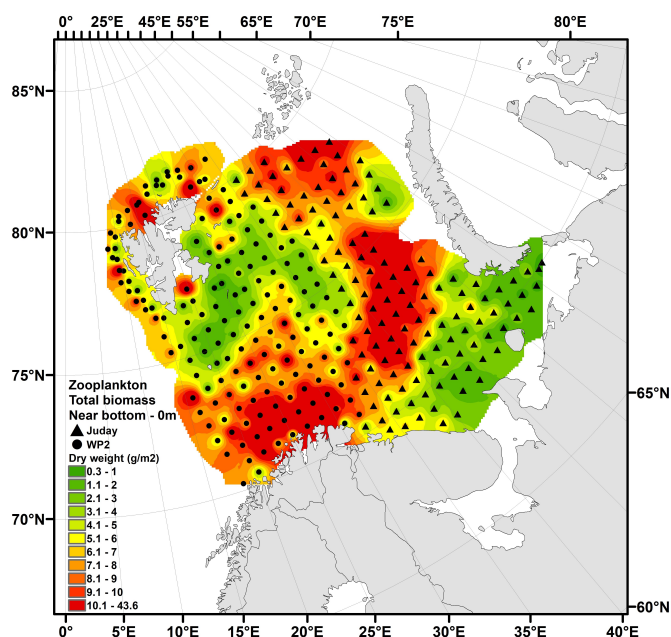 0° 25°E 45°E 55°E 65°E 70°E 75°E 80°E
85°N
80°N
75°N
70°N
65°N
60°N
Zooplankton
Total biomass
Near bottom - 0m
Juday
WP2
Dry weight (g/m2)
0.3 - 1
1.1 - 2
2.1 - 3
3.1 - 4
4.1 - 5
5.1 - 6
6.1 - 7
7.1 - 8
8.1 - 9
9.1 - 10
10.1 - 43.6
0° 5°E 10°E 15°E 20°E 25°E 30°E 35°E 40°E